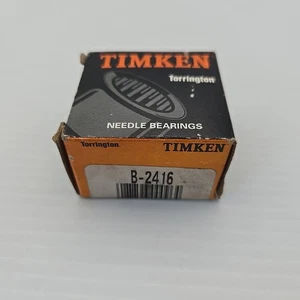 TIMKEN
Torrington
NEEDLE BEARINGS
Torrington TIMKEN
B-2416